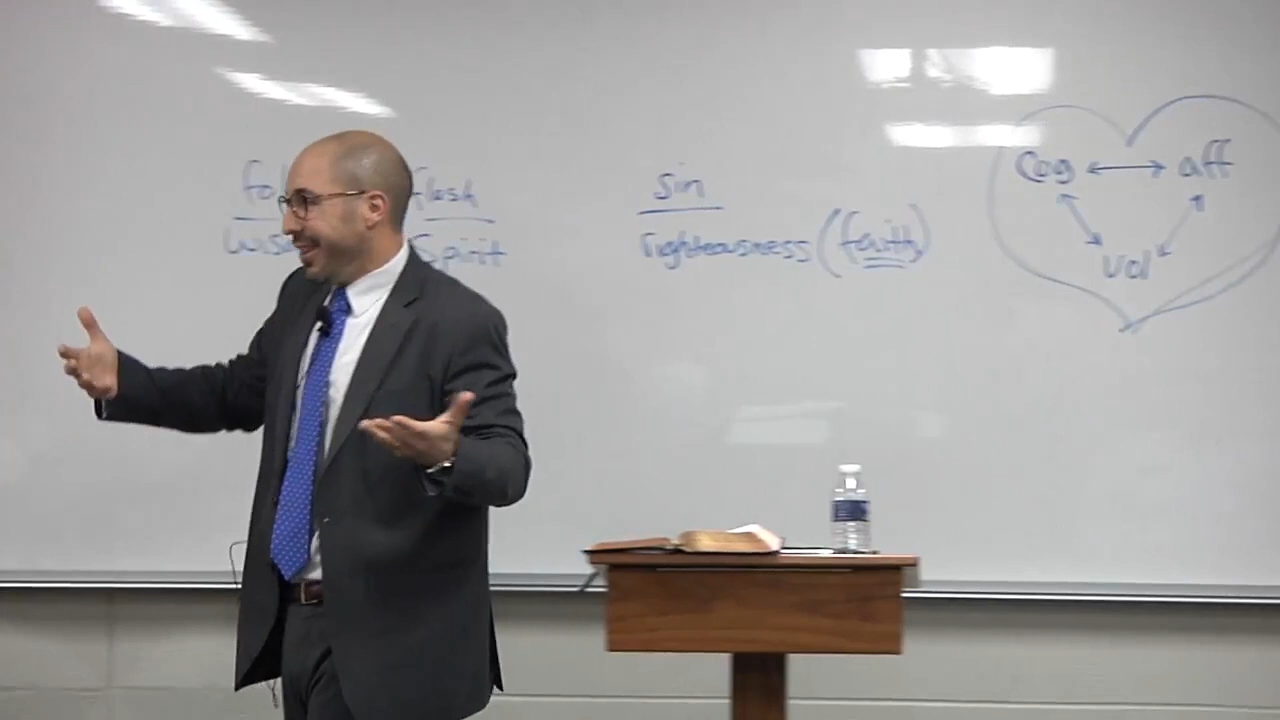 flesh
Spirit
sin
righteousness (faith)
Cog ↔ aff
vol